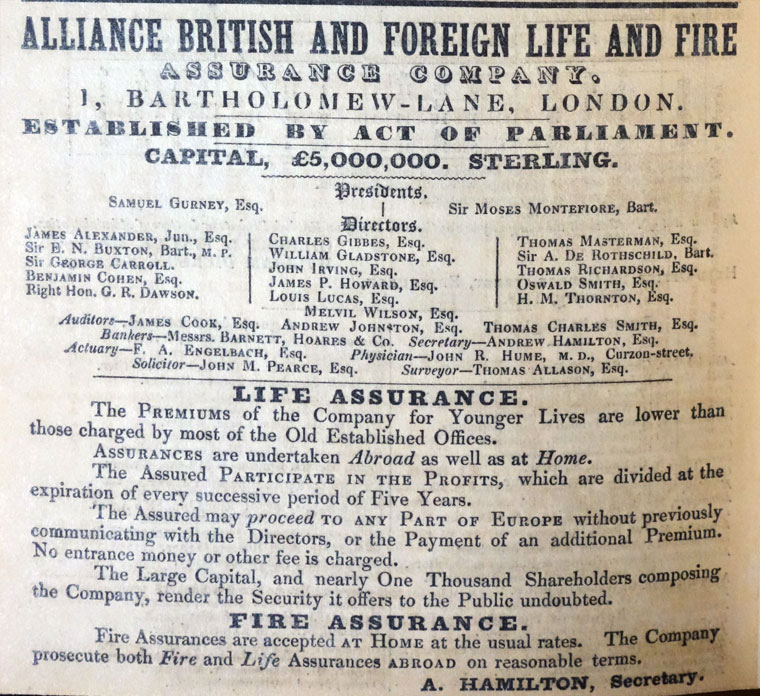 ALLIANCE BRITISH AND FOREIGN LIFE AND FIRE
ASSURANCE COMPANY.
1, BARTHOLOMEW-LANE, LONDON.
ESTABLISHED BY ACT OF PARLIAMENT.
CAPITAL, £5,000,000. STERLING.
Presidents.
SAMUEL GURNEY, Esq. | Sir MOSES MONTEFIORE, Bart.
Directors.
JAMES ALEXANDER, Jun., Esq.
Sir E. N. BUXTON, Bart., M. P.
Sir GEORGE CARROLL.
BENJAMIN COHEN, Esq.
Right Hon. G. R. DAWSON.
CHARLES GIBBES, Esq.
WILLIAM GLADSTONE, Esq.
JOHN IRVING, Esq.
JAMES P. HOWARD, Esq.
LOUIS LUCAS, Esq.
THOMAS MASTERMAN, Esq.
Sir A. DE ROTHSCHILD, Bart.
THOMAS RICHARDSON, Esq.
OSWALD SMITH, Esq.
H. M. THORNTON, Esq.
MELVIL WILSON, Esq.
Auditors—JAMES COOK, Esq. ANDREW JOHNSTON, Esq. THOMAS CHARLES SMITH, Esq.
Bankers—Messrs. BARNETT, HOARES & Co. Secretary—ANDREW HAMILTON, Esq.
Actuary—F. A. ENGELBACH, Esq. Physician—JOHN R. HUME, M. D., Curzon-street.
Solicitor—JOHN M. PEARCE, Esq. Surveyor—THOMAS ALLASON, Esq.
LIFE ASSURANCE.
The PREMIUMS of the Company for Younger Lives are lower than
those charged by most of the Old Established Offices.
ASSURANCES are undertaken Abroad as well as at Home.
The Assured PARTICIPATE IN THE PROFITS, which are divided at the
expiration of every successive period of Five Years.
The Assured may proceed TO ANY PART OF EUROPE without previously
communicating with the Directors, or the Payment of an additional Premium.
No entrance money or other fee is charged.
The Large Capital, and nearly One Thousand Shareholders composing
the Company, render the Security it offers to the Public undoubted.
FIRE ASSURANCE.
Fire Assurances are accepted AT HOME at the usual rates. The Company
prosecute both Fire and Life Assurances ABROAD on reasonable terms.
A. HAMILTON, Secretary.